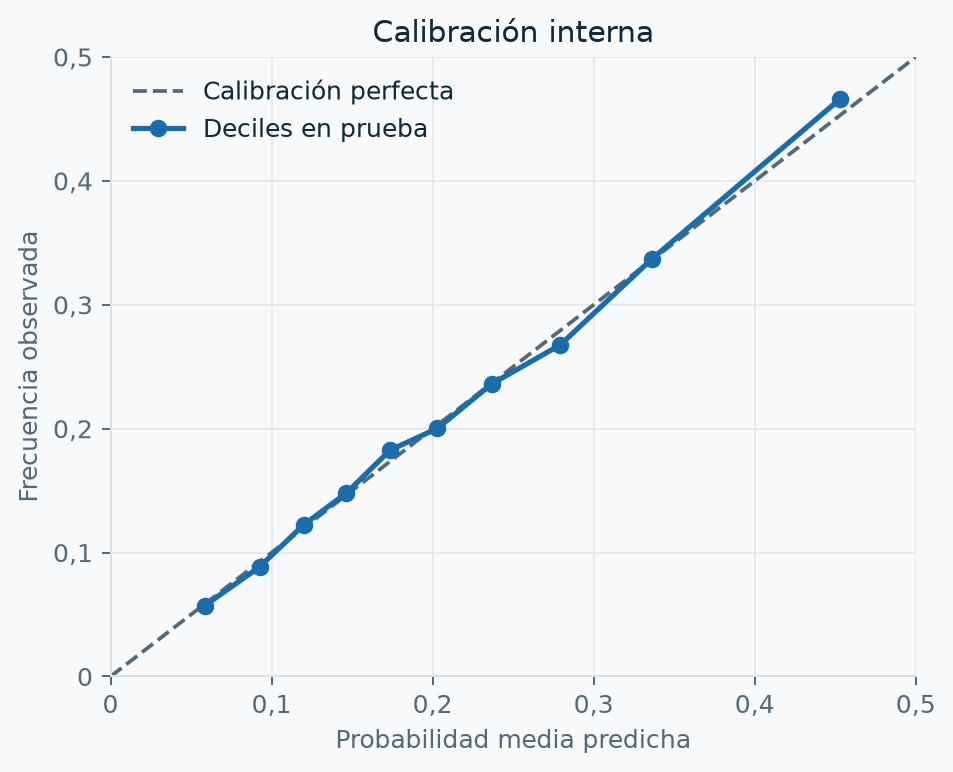 Calibración interna
Calibración perfecta
Deciles en prueba
Frecuencia observada
0,5
0,4
0,3
0,2
0,1
0
0
0,1
0,2
0,3
0,4
0,5
Probabilidad media predicha